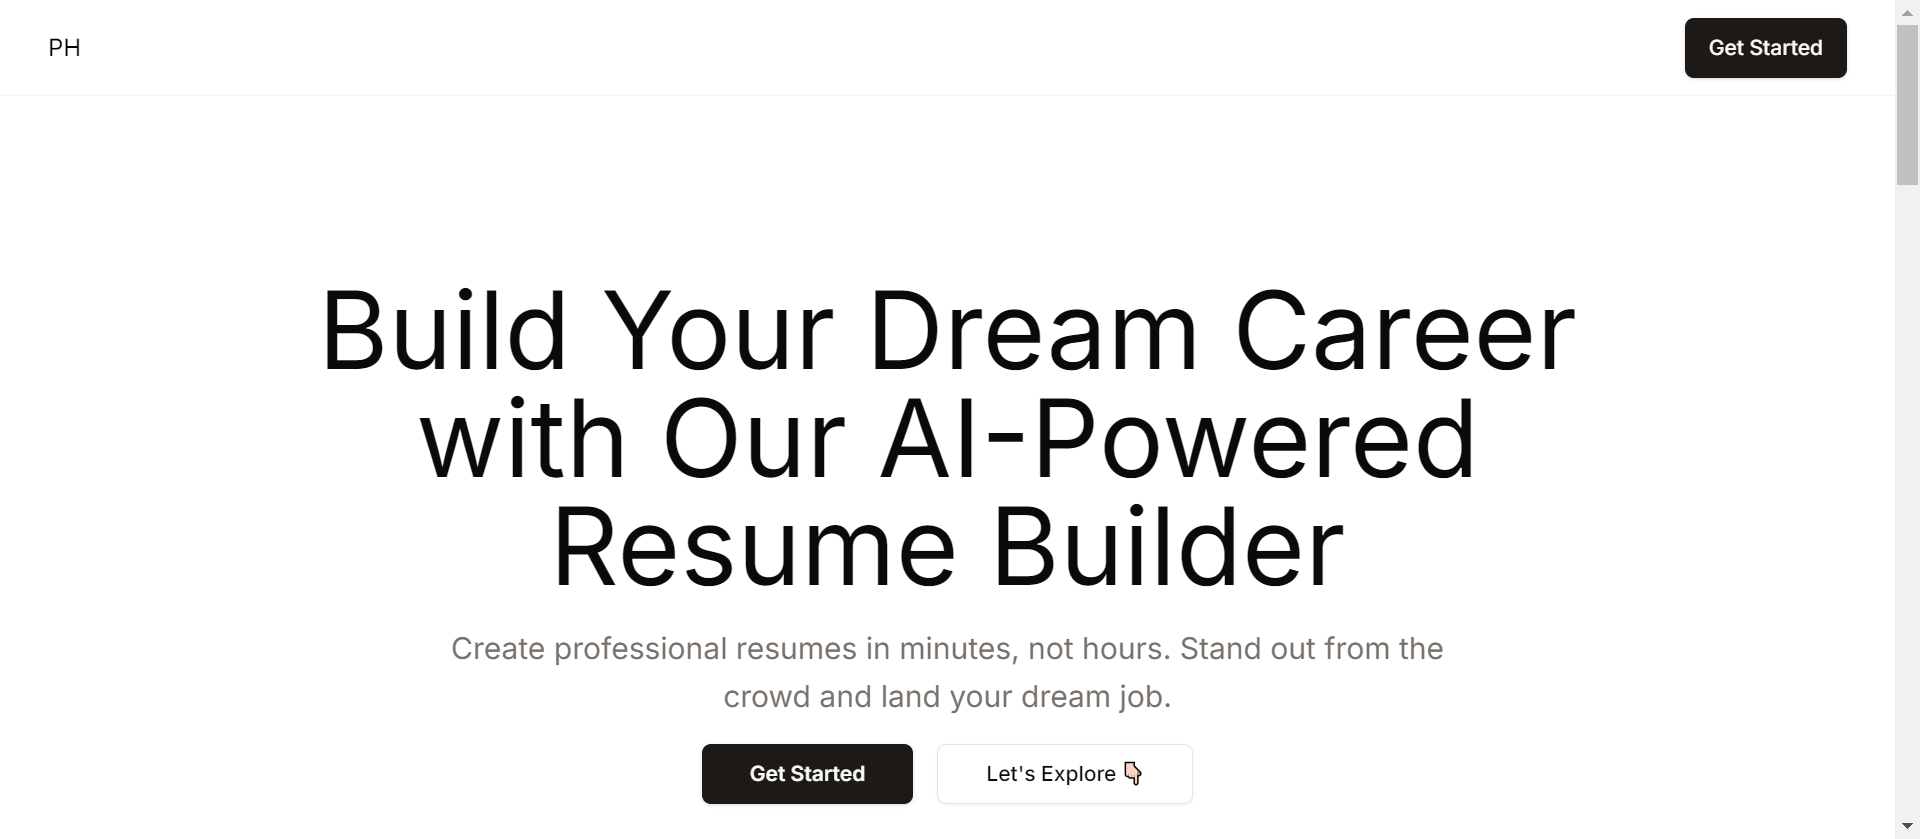 PH
Get Started
Build Your Dream Career
with Our AI-Powered
Resume Builder
Create professional resumes in minutes, not hours. Stand out from the
crowd and land your dream job.
Get Started
Let's Explore 👇🏻